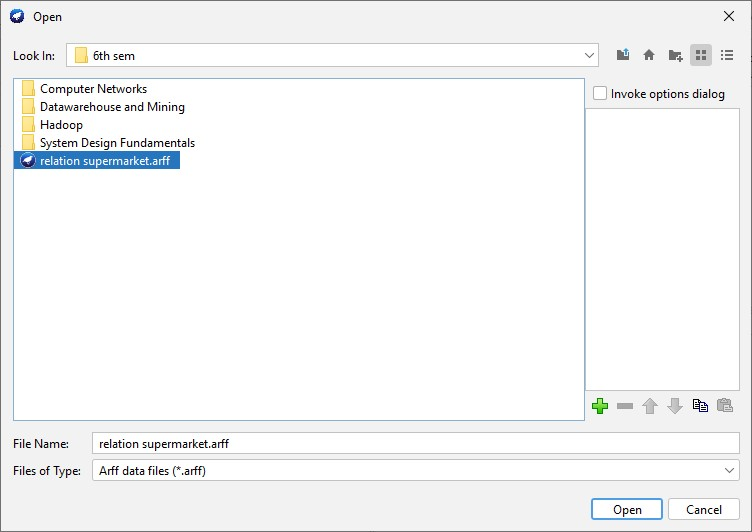 Open
Look In: 6th sem
Computer Networks
Invoke options dialog
Datawarehouse and Mining
Hadoop
System Design Fundamentals
relation supermarket.arff
File Name: relation supermarket.arff
Files of Type: Arff data files (*.arff)
Open Cancel